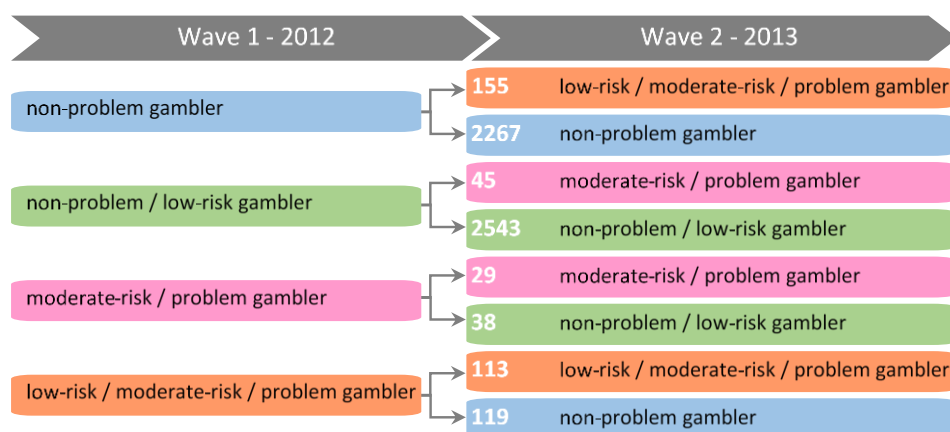 Wave 1 - 2012
Wave 2 - 2013
non-problem gambler
155 low-risk / moderate-risk / problem gambler
2267 non-problem gambler
non-problem / low-risk gambler
45 moderate-risk / problem gambler
2543 non-problem / low-risk gambler
moderate-risk / problem gambler
29 moderate-risk / problem gambler
38 non-problem / low-risk gambler
low-risk / moderate-risk / problem gambler
113 low-risk / moderate-risk / problem gambler
119 non-problem gambler